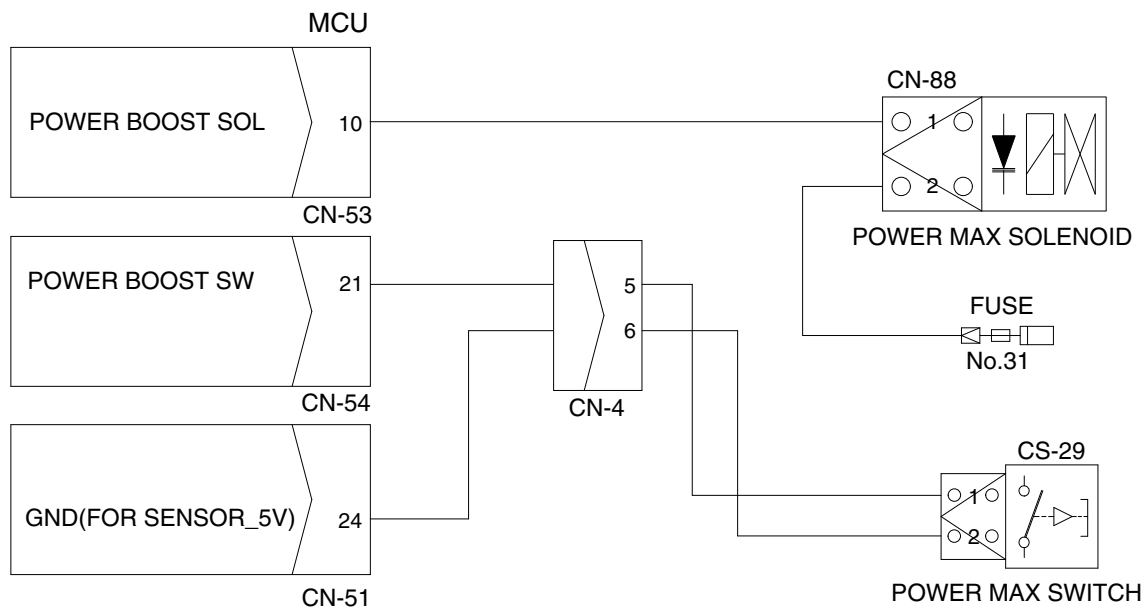 MCU
POWER BOOST SOL
10
CN-53
CN-88
1
2
POWER MAX SOLENOID
POWER BOOST SW
21
CN-54
5
6
CN-4
FUSE
No.31
GND(FOR SENSOR_5V)
24
CN-51
CS-29
1
2
POWER MAX SWITCH